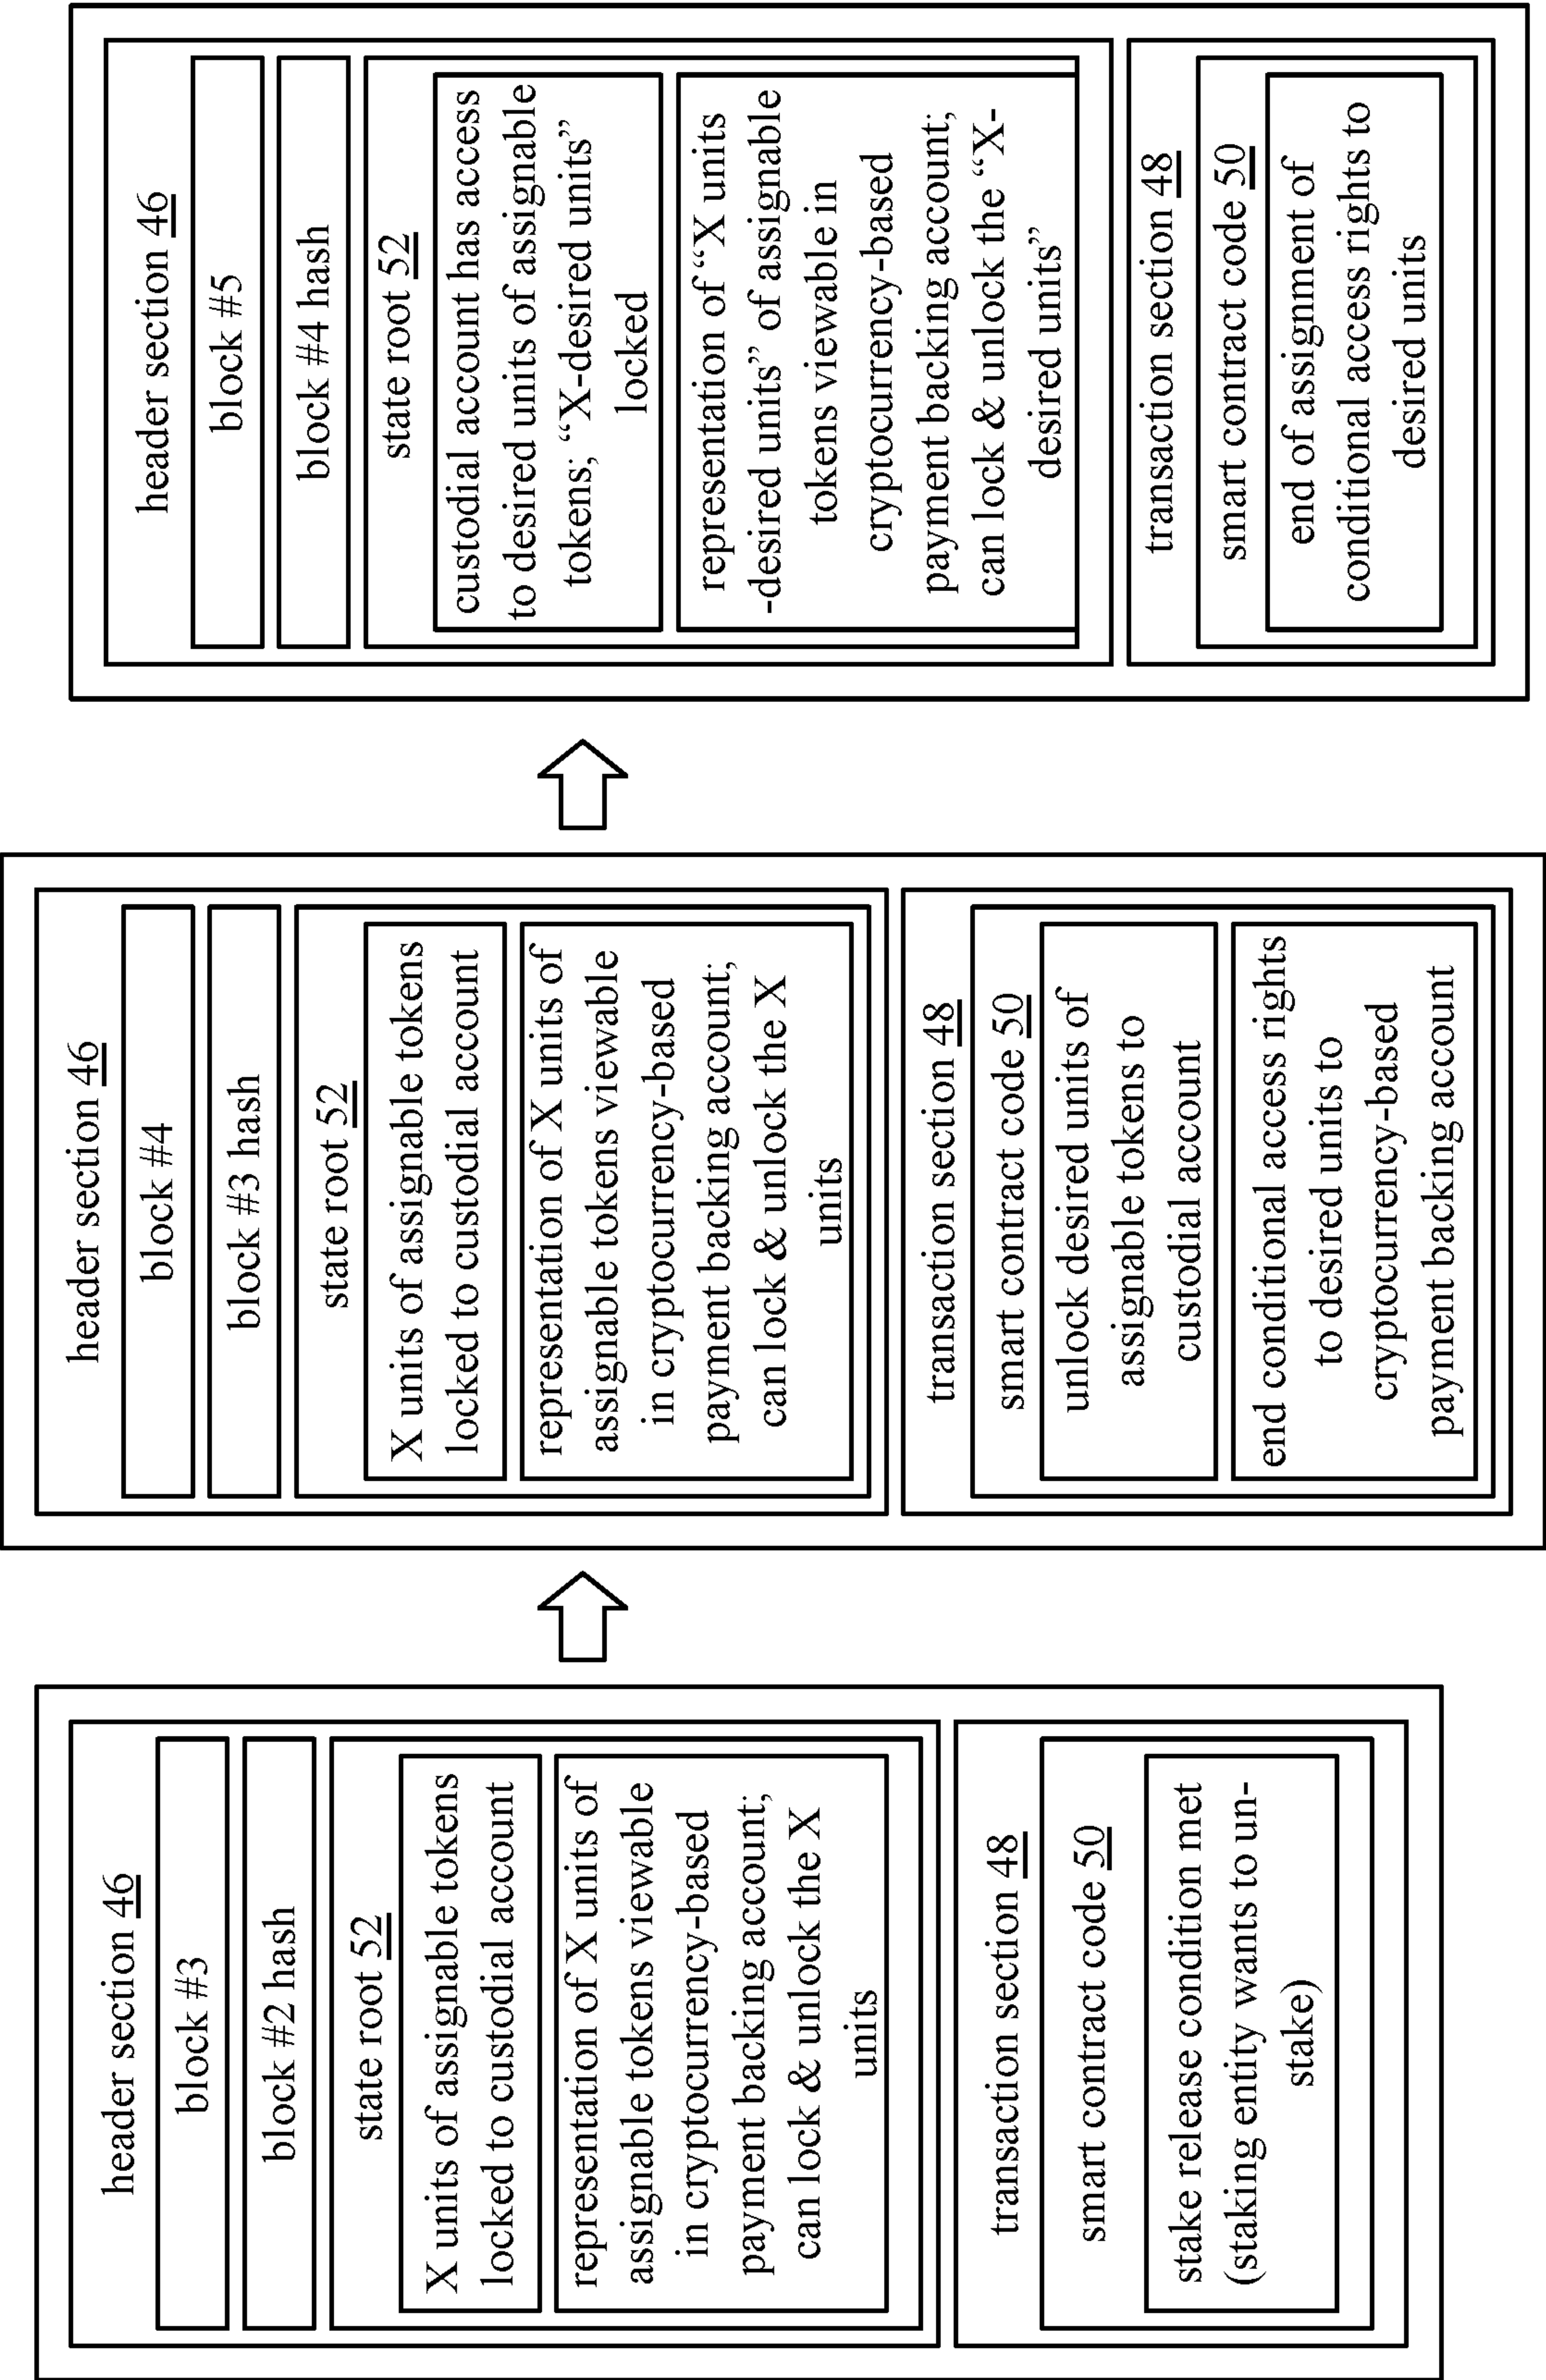 header section 46
block #3
block #2 hash
state root 52
X units of assignable tokens
locked to custodial account
representation of X units of
assignable tokens viewable
in cryptocurrency-based
payment backing account;
can lock & unlock the X
units
transaction section 48
smart contract code 50
stake release condition met
(staking entity wants to un-
stake)
header section 46
block #4
block #3 hash
state root 52
X units of assignable tokens
locked to custodial account
representation of X units of
assignable tokens viewable
in cryptocurrency-based
payment backing account;
can lock & unlock the X
units
transaction section 48
smart contract code 50
unlock desired units of
assignable tokens to
custodial account
end conditional access rights
to desired units to
cryptocurrency-based
payment backing account
header section 46
block #5
block #4 hash
state root 52
custodial account has access
to desired units of assignable
tokens; “X-desired units”
locked
representation of “X units
-desired units” of assignable
tokens viewable in
cryptocurrency-based
payment backing account;
can lock & unlock the “X-
desired units”
transaction section 48
smart contract code 50
end of assignment of
conditional access rights to
desired units